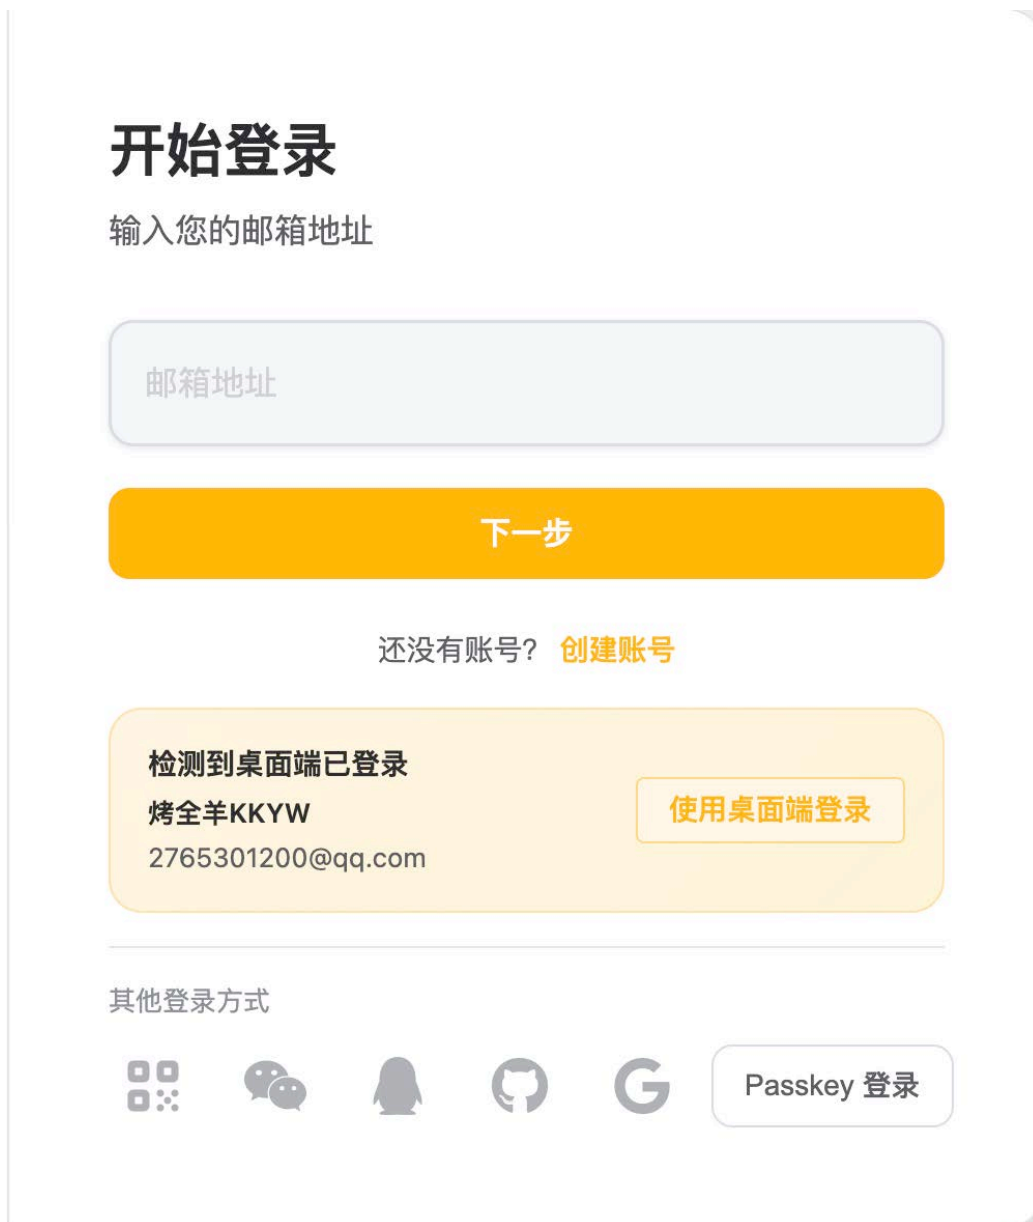 开始登录
输入您的邮箱地址
邮箱地址
下一步
还没有账号? 创建账号
检测到桌面端已登录
烤全羊KKYW
2765301200@qq.com
使用桌面端登录
其他登录方式
Passkey 登录